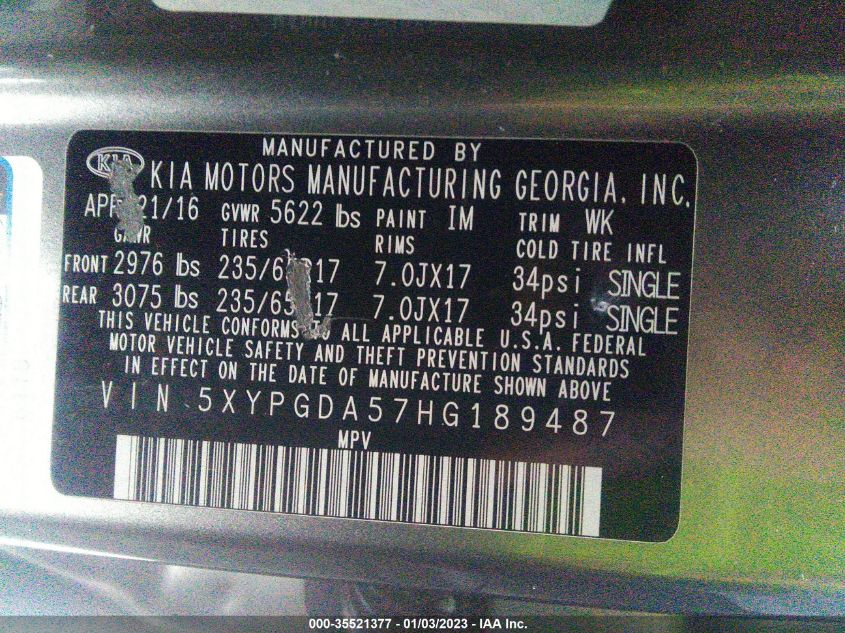 MANUFACTURED BY
KIA KIA MOTORS MANUFACTURING GEORGIA, INC.
21/16 GVWR 5622 lbs PAINT IM TRIM WK
TIRES RIMS COLD TIRE INFL
FRONT 2976 lbs 7.0JX17 34psi SINGLE
REAR 3075 lbs 7.0JX17 34psi SINGLE
THIS VEHICLE CONFORMS TO ALL APPLICABLE U.S.A. FEDERAL
MOTOR VEHICLE SAFETY AND THEFT PREVENTION STANDARDS
IN EFFECT ON THE DATE OF MANUFACTURE SHOWN ABOVE
VIN 5XYPGDA57HG189487
MPV
000-35521377 - 01/03/2023 - IAA Inc.